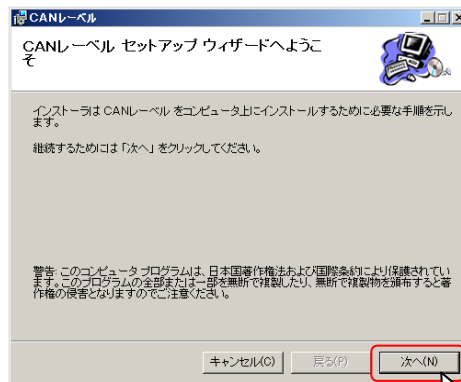 CANレーベル
CANレーベル セットアップ ウィザードへようこ
そ
インストーラは CANレーベル をコンピュータ上にインストールするために必要な手順を示し
ます。
継続するためには「次へ」をクリックしてください。
警告: このコンピュータ プログラムは、日本国著作権法および国際条約により保護されてい
ます。このプログラムの全部または一部を無断で複製したり、無断で複製物を頒布すると著
作権の侵害となりますのでご注意ください。
キャンセル(C) 戻る(P) 次へ(N)